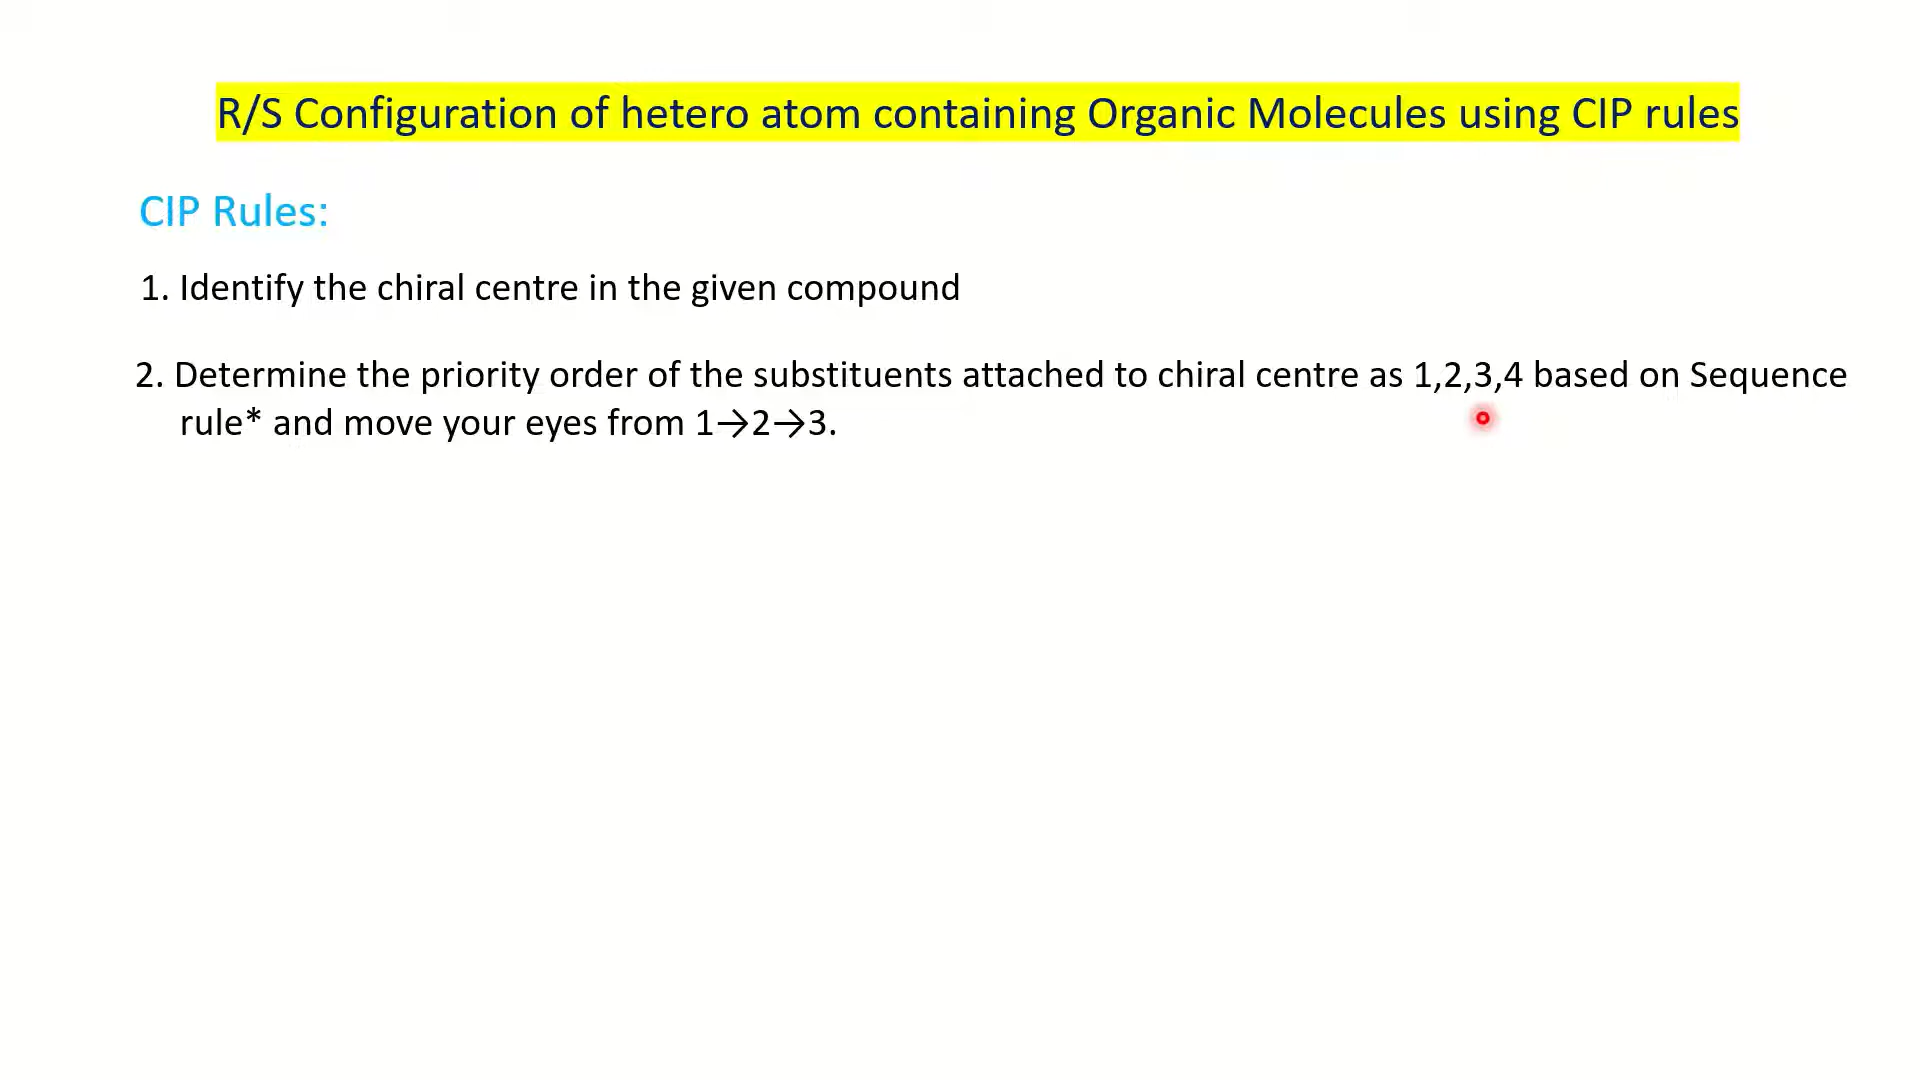 R/S Configuration of hetero atom containing Organic Molecules using CIP rules
CIP Rules:
1. Identify the chiral centre in the given compound
2. Determine the priority order of the substituents attached to chiral centre as 1,2,3,4 based on Sequence
rule* and move your eyes from 1→2→3.